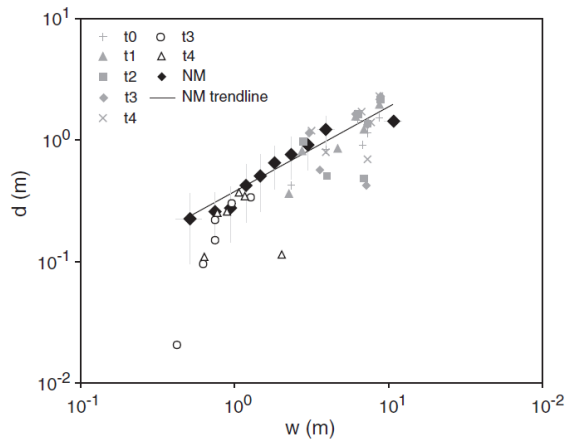 10^1
t0 t3
t1 t4
t2 NM
t3 NM trendline
t4
10^0
d (m)
10^-1
10^-2
10^-1 10^0 10^1 10^-2
w (m)